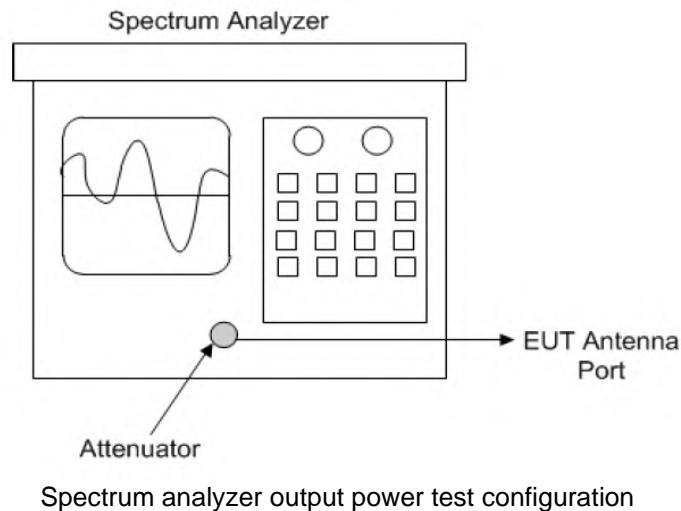 Spectrum Analyzer
EUT Antenna
Port
Attenuator
Spectrum analyzer output power test configuration